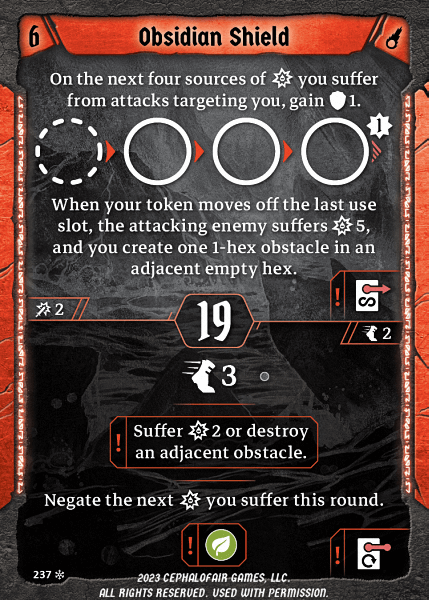 6 Obsidian Shield
On the next four sources of you suffer
from attacks targeting you, gain 1.
1
When your token moves off the last use
slot, the attacking enemy suffers 5,
and you create one 1-hex obstacle in an
adjacent empty hex.
!
S
2
19
2
3
! Suffer 2 or destroy
an adjacent obstacle.
Negate the next you suffer this round.
!
!
237
2023 CEPHALOFAIR GAMES, LLC.
ALL RIGHTS RESERVED. USED WITH PERMISSION.